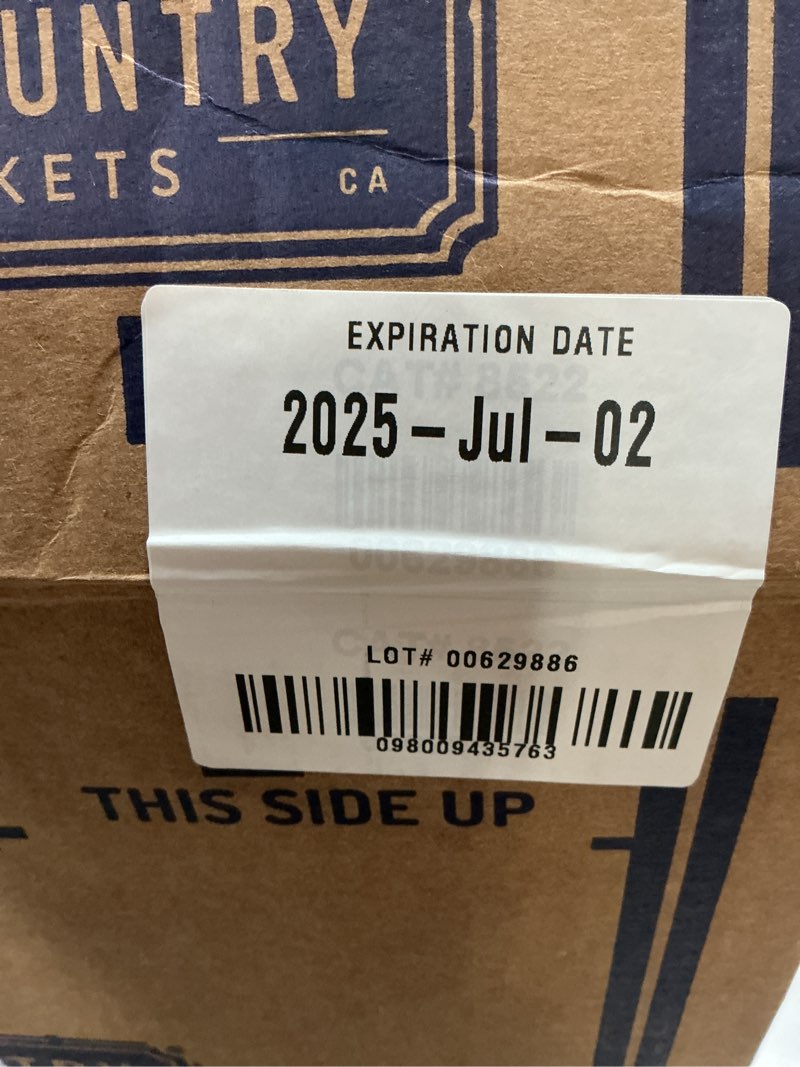 UNTRY
KETS
CA
EXPIRATION DATE
2025-Jul-02
LOT# 00629886
098009435763
THIS SIDE UP